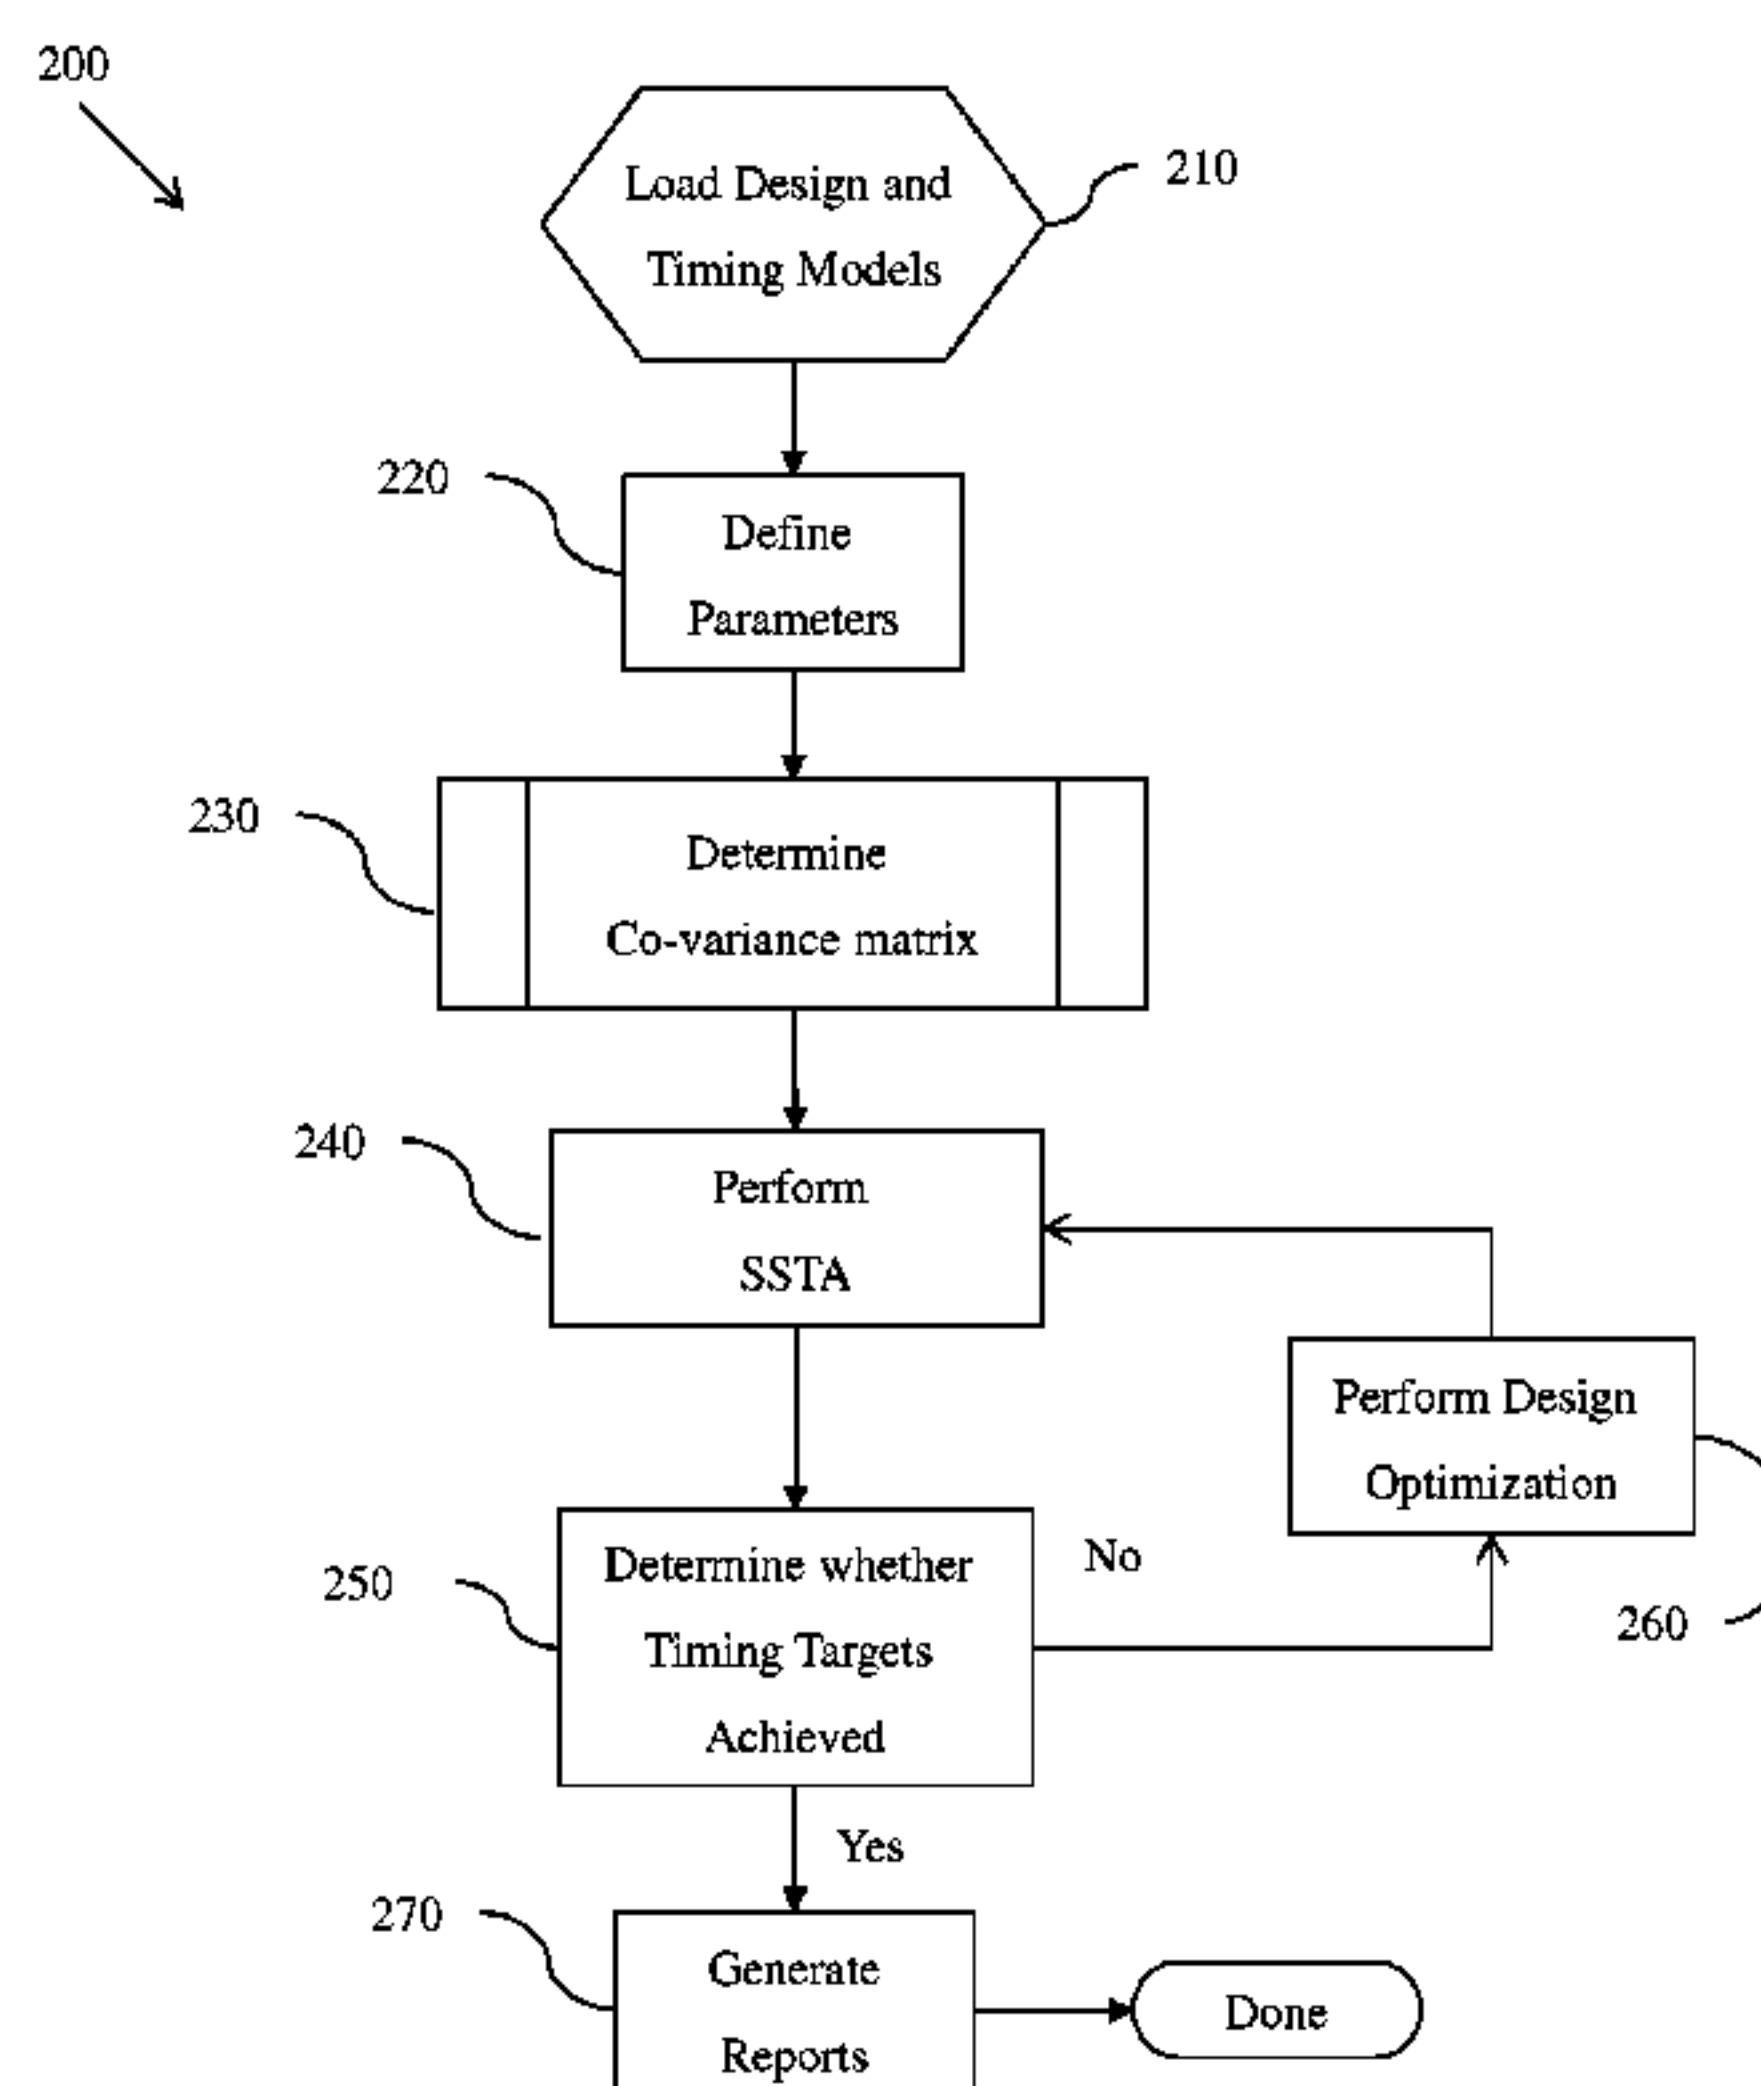 200
Load Design and
Timing Models
210
220
Define
Parameters
230
Determine
Co-variance matrix
240
Perform
SSTA
Perform Design
Optimization
260
250
Determine whether
Timing Targets
Achieved
No
Yes
270
Generate
Reports
Done